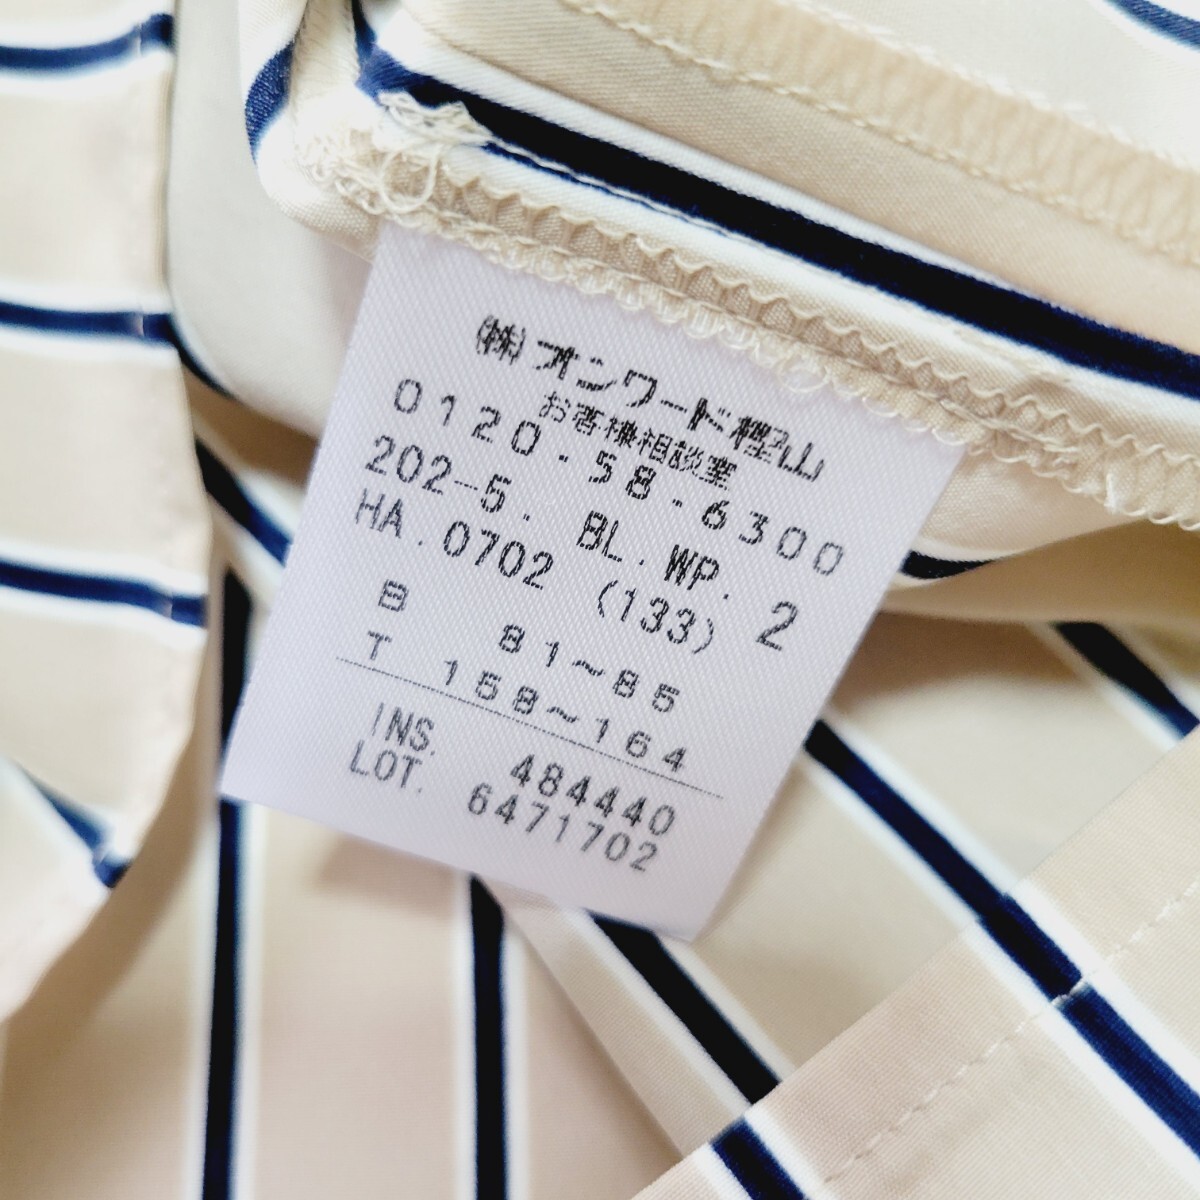 ㈱オンワード樫山
お客様相談室
0120・58・6300
202-5. BL.WP. 2
HA.0702 (133)
B 81~85
T 158~164
INS. 484440
LOT. 6471702